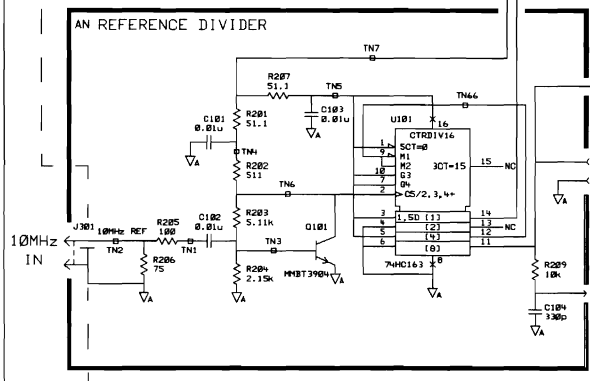 AN REFERENCE DIVIDER
TN7
R207
51.1
TN5
TN66
C101
0.01u
R201
51.1
C103
0.01u
U101
16
CTRDIV16
1
5CT=0
9
M1
M2
3CT=15
15
NC
10
G3
7
G4
2
C5/2,3,4+
A
TN4
R202
511
TN6
3
1,5D [1]
14
4
[2]
13
NC
5
[4]
12
6
[8]
11
74HC163
8
A
J301
10MHz REF
10MHz
IN
TN2
R205
100
TN1
C102
0.01u
R203
5.11k
Q101
TN3
R206
75
R204
2.15k
MMBT3904
A
A
A
R209
10k
C104
330p
A
A
A